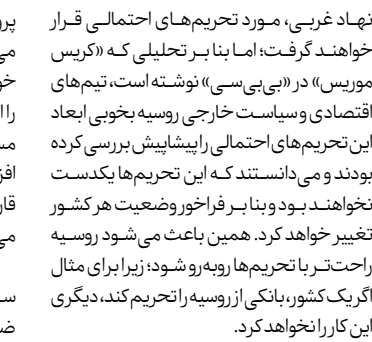 نهاد غربی، مورد تحریم‌های احتمالی قرار
خواهند گرفت؛ اما بنا بر تحلیلی که «کریس
موریس» در «بی‌بی‌سی» نوشته است، تیم‌های
اقتصادی و سیاست خارجی روسیه بخوبی ابعاد
این تحریم‌های احتمالی را پیشاپیش بررسی کرده
بودند و می‌دانستند که این تحریم‌ها یکدست
نخواهند بود و بنا بر فراخور وضعیت هر کشور
تغییر خواهد کرد. همین باعث می‌شود روسیه
راحت‌تر با تحریم‌ها روبه‌رو شود؛ زیرا برای مثال
اگر یک کشور، بانکی از روسیه را تحریم کند، دیگری
این کار را نخواهد کرد.